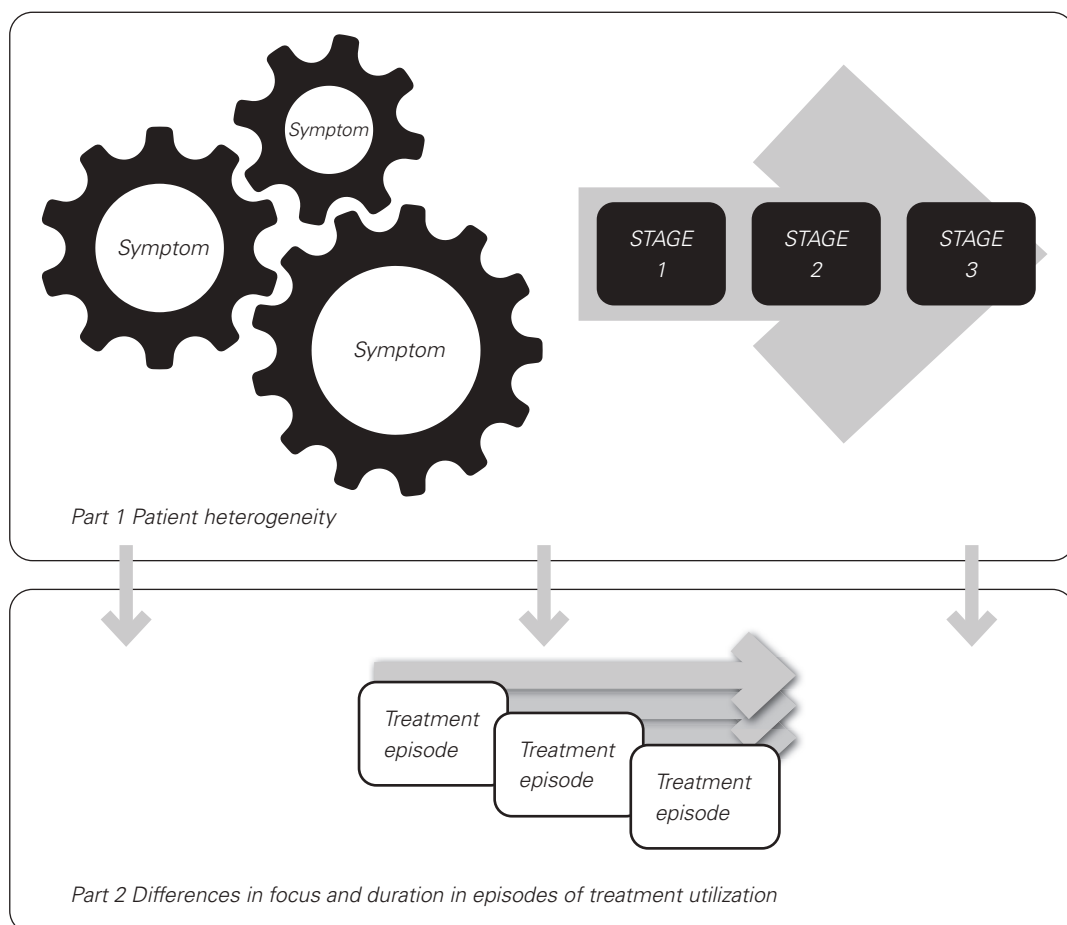 Symptom
Symptom
Symptom
STAGE
1
STAGE
2
STAGE
3
Part 1 Patient heterogeneity
Treatment
episode
Treatment
episode
Treatment
episode
Part 2 Differences in focus and duration in episodes of treatment utilization